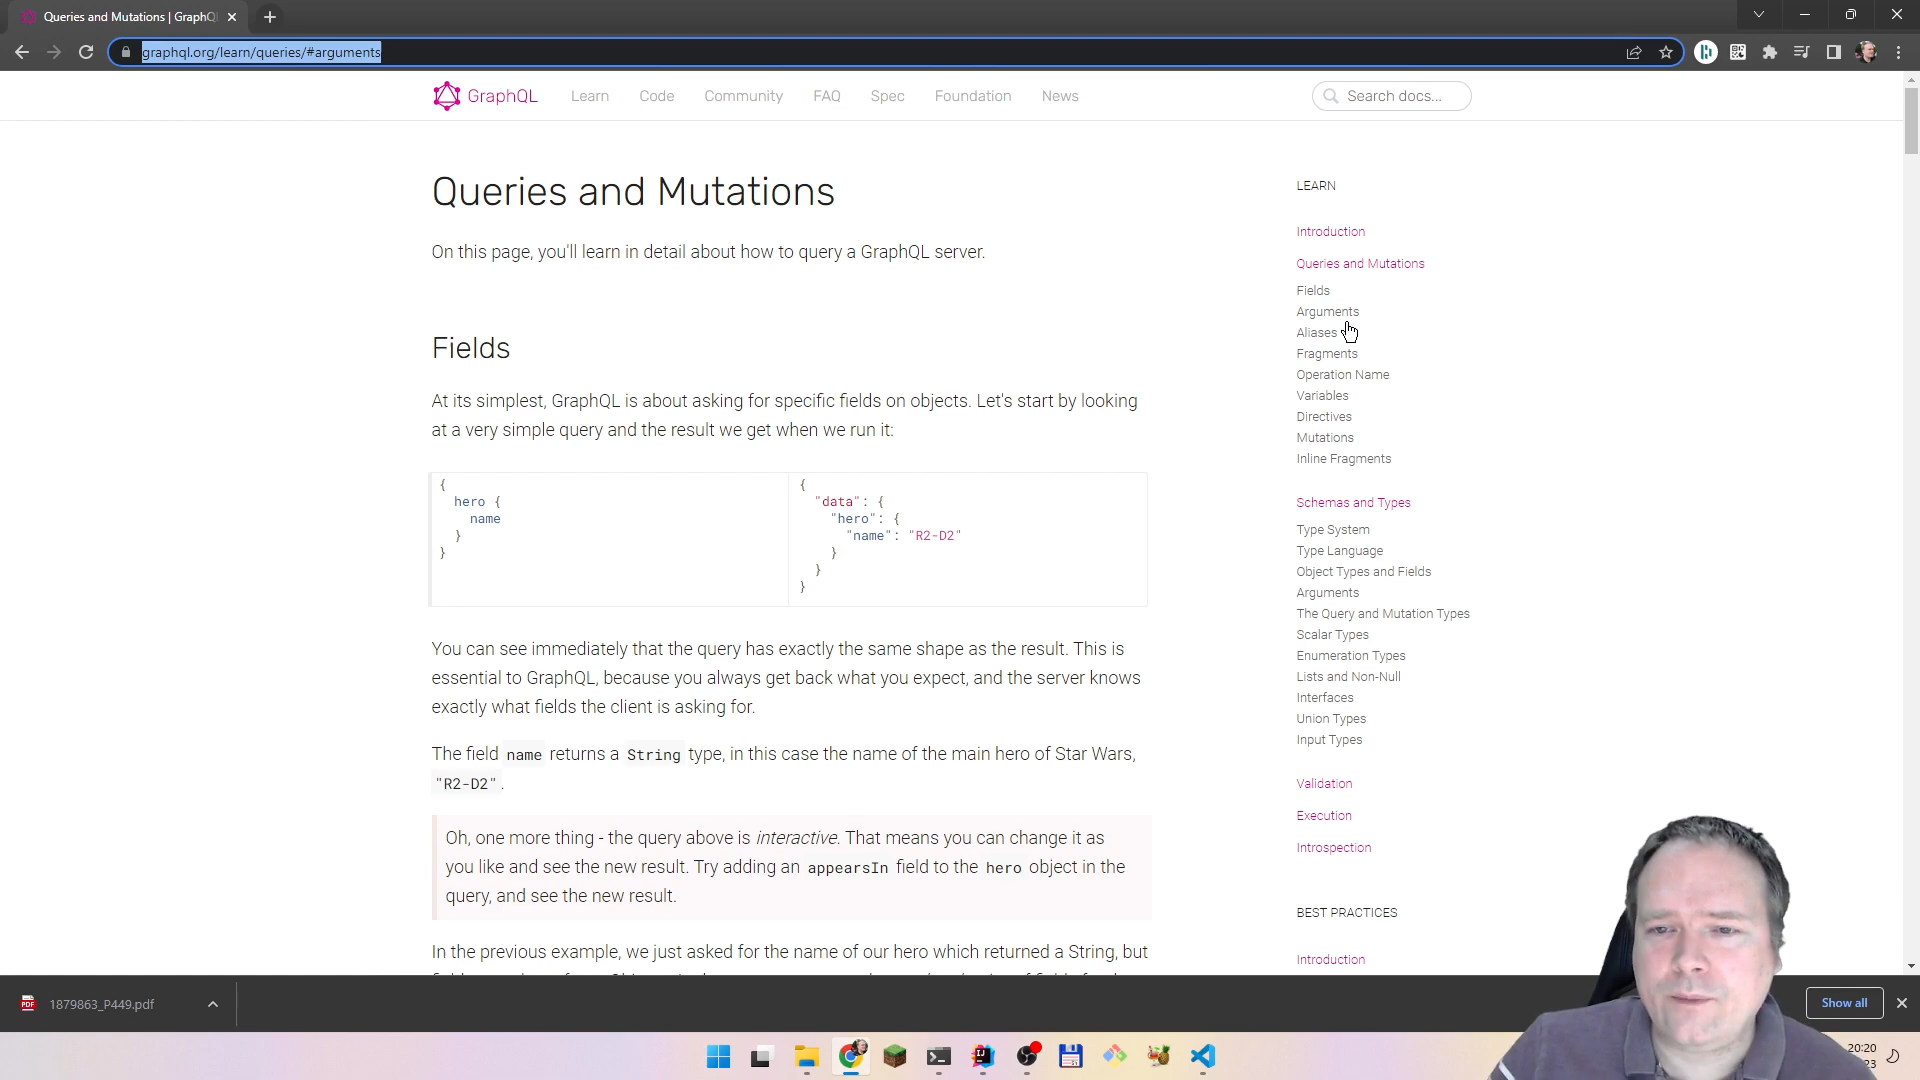 Queries and Mutations | GraphQL
graphql.org/learn/queries/#arguments
GraphQL
Learn
Code
Community
FAQ
Spec
Foundation
News
Search docs...
Queries and Mutations
On this page, you'll learn in detail about how to query a GraphQL server.
Fields
At its simplest, GraphQL is about asking for specific fields on objects. Let's start by looking
at a very simple query and the result we get when we run it:
{
hero {
name
}
}
{
"data": {
"hero": {
"name": "R2-D2"
}
}
}
You can see immediately that the query has exactly the same shape as the result. This is
essential to GraphQL, because you always get back what you expect, and the server knows
exactly what fields the client is asking for.
The field name returns a String type, in this case the name of the main hero of Star Wars,
"R2-D2".
Oh, one more thing - the query above is interactive. That means you can change it as
you like and see the new result. Try adding an appearsIn field to the hero object in the
query, and see the new result.
In the previous example, we just asked for the name of our hero which returned a String, but
LEARN
Introduction
Queries and Mutations
Fields
Arguments
Aliases
Fragments
Operation Name
Variables
Directives
Mutations
Inline Fragments
Schemas and Types
Type System
Type Language
Object Types and Fields
Arguments
The Query and Mutation Types
Scalar Types
Enumeration Types
Lists and Non-Null
Interfaces
Union Types
Input Types
Validation
Execution
Introspection
BEST PRACTICES
Introduction
PDF
1879863_P449.pdf
Show all
IJ
20:20
23